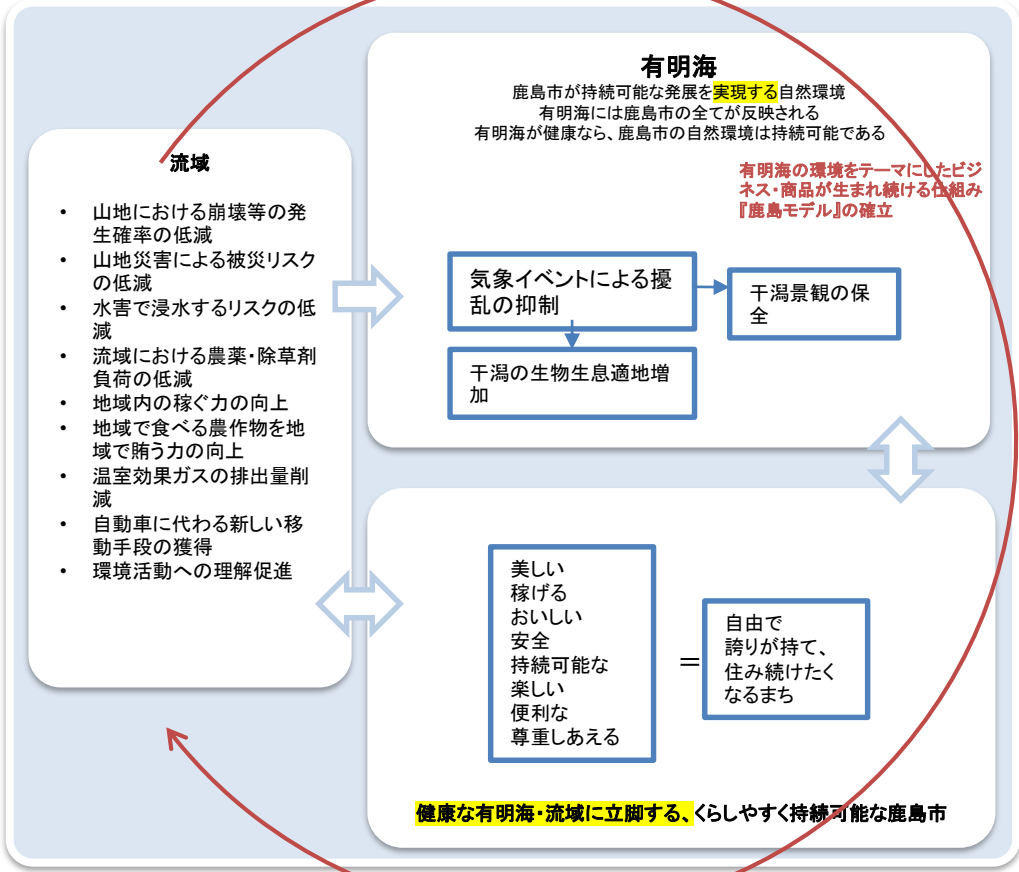 有明海
鹿島市が持続可能な発展を実現する自然環境
有明海には鹿島市の全てが反映される
有明海が健康なら、鹿島市の自然環境は持続可能である
有明海の環境をテーマにしたビジ
ネス・商品が生まれ続ける仕組み
『鹿島モデル』の確立
流域
• 山地における崩壊等の発
生確率の低減
• 山地災害による被災リスク
の低減
• 水害で浸水するリスクの低
減
• 流域における農薬・除草剤
負荷の低減
• 地域内の稼ぐ力の向上
• 地域で食べる農作物を地
域で賄う力の向上
• 温室効果ガスの排出量削
減
• 自動車に代わる新しい移
動手段の獲得
• 環境活動への理解促進
気象イベントによる擾
乱の抑制
干潟景観の保
全
干潟の生物生息適地増
加
美しい
稼げる
おいしい
安全
持続可能な
楽しい
便利な
尊重しあえる
=
自由で
誇りが持て、
住み続けたく
なるまち
健康な有明海・流域に立脚する、くらしやすく持続可能な鹿島市